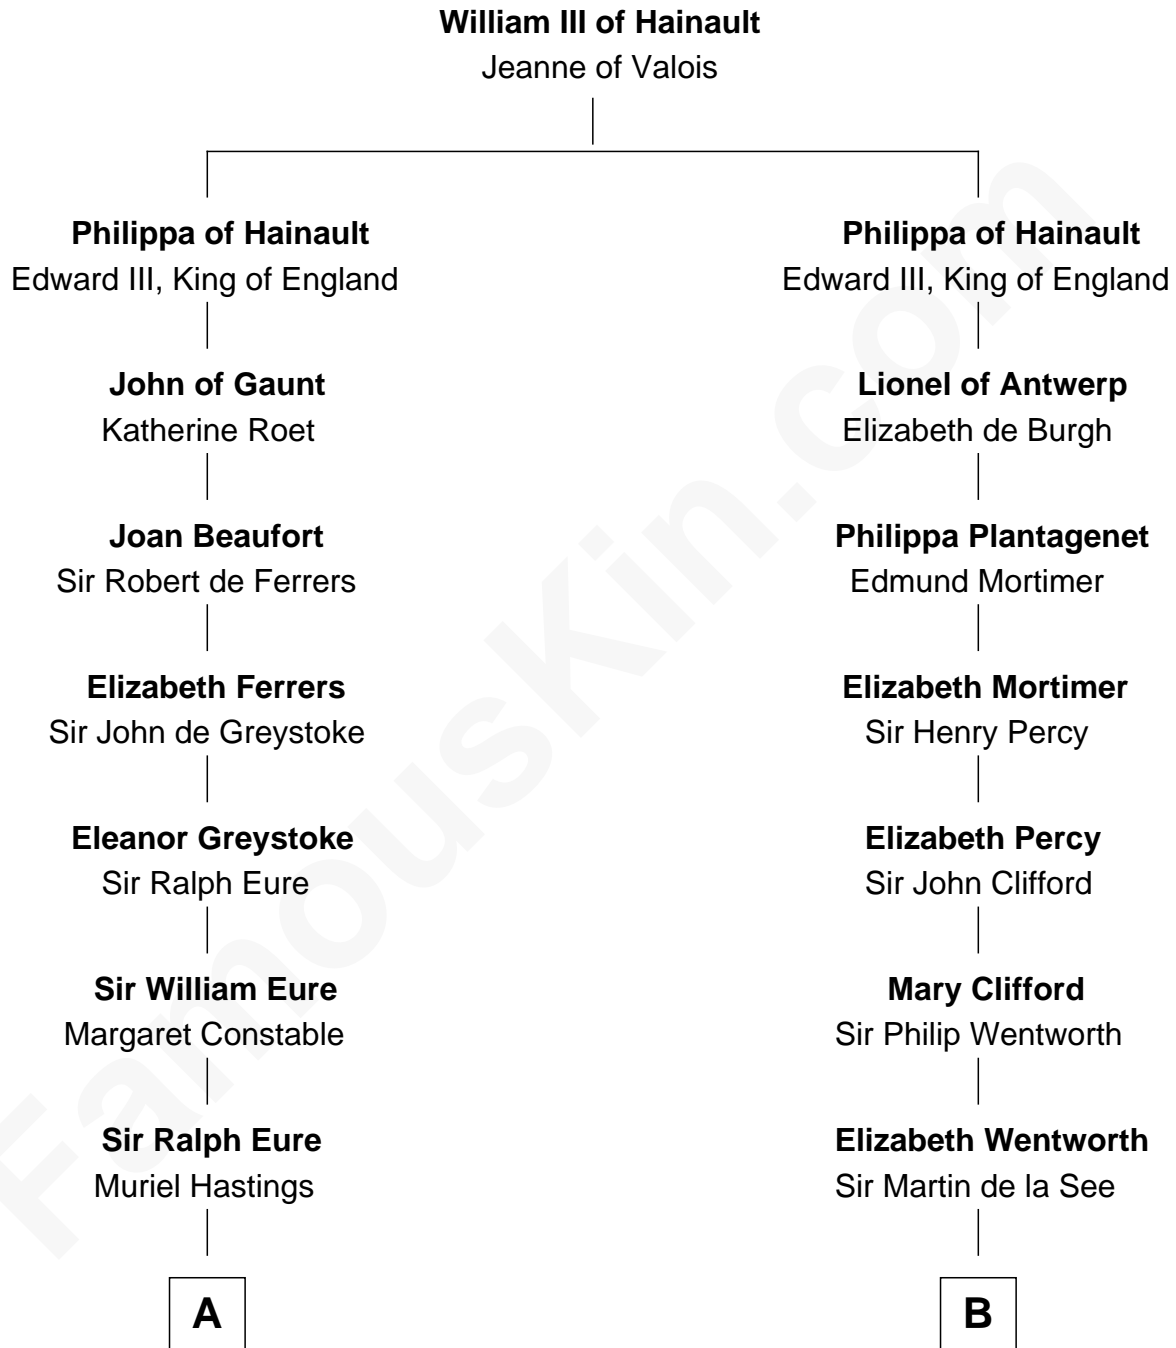 William III of Hainault
Jeanne of Valois
Philippa of Hainault
Edward III, King of England
John of Gaunt
Katherine Roet
Joan Beaufort
Sir Robert de Ferrers
Elizabeth Ferrers
Sir John de Greystoke
Eleanor Greystoke
Sir Ralph Eure
Sir William Eure
Margaret Constable
Sir Ralph Eure
Muriel Hastings
A
Philippa of Hainault
Edward III, King of England
Lionel of Antwerp
Elizabeth de Burgh
Philippa Plantagenet
Edmund Mortimer
Elizabeth Mortimer
Sir Henry Percy
Elizabeth Percy
Sir John Clifford
Mary Clifford
Sir Philip Wentworth
Elizabeth Wentworth
Sir Martin de la See
B
FamousKin.com